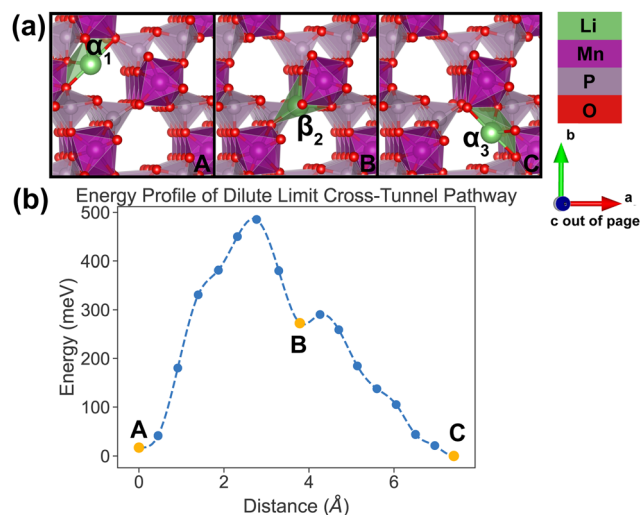 (a)
α1
A
β2
B
α3
C
Li
Mn
P
O
b
a
c out of page
(b)
Energy Profile of Dilute Limit Cross-Tunnel Pathway
Energy (meV)
500
400
300
200
100
0
A
B
C
0
2
4
6
Distance (Å)